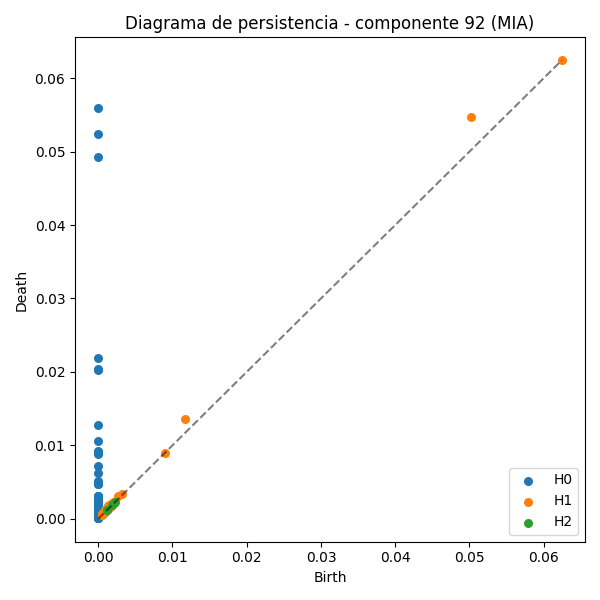 Diagrama de persistencia - componente 92 (MIA)
Death
0.06
0.05
0.04
0.03
0.02
0.01
0.00
0.00 0.01 0.02 0.03 0.04 0.05 0.06
Birth
H0
H1
H2